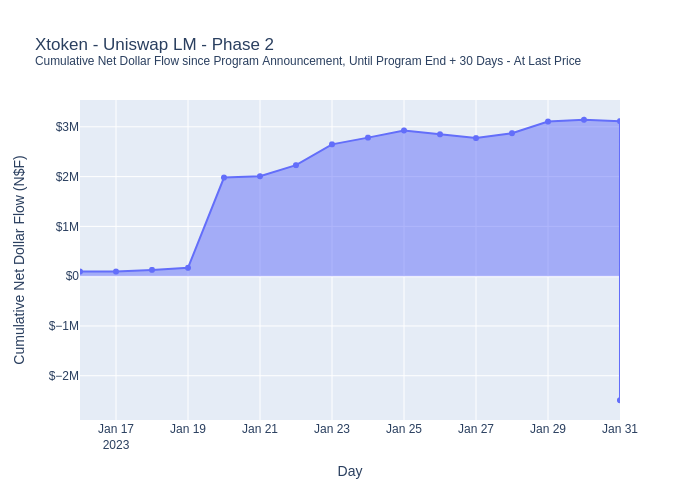 Xtoken - Uniswap LM - Phase 2
Cumulative Net Dollar Flow since Program Announcement, Until Program End + 30 Days - At Last Price
Cumulative Net Dollar Flow (N$F)
$3M
$2M
$1M
$0
$−1M
$−2M
Jan 17 Jan 19 Jan 21 Jan 23 Jan 25 Jan 27 Jan 29 Jan 31
2023
Day